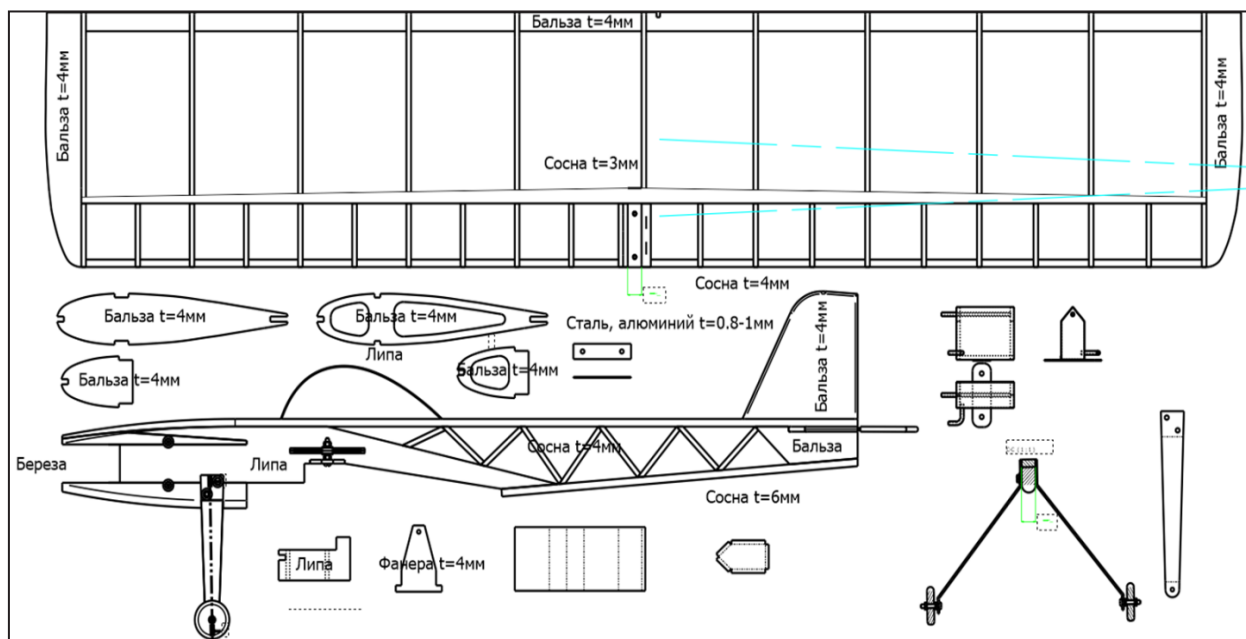 Бальза t=4мм
Бальза t=4мм
Бальза t=4мм
Сосна t=3мм
Сосна t=4мм
Бальза t=4мм
Бальза t=4мм
Сталь, алюминий t=0.8-1мм
Бальза t=4мм
Липа
Бальза t=4мм
Бальза t=4мм
Сосна t=4мм
Бальза
Береза
Липа
Сосна t=6мм
Липа
Фанера t=4мм